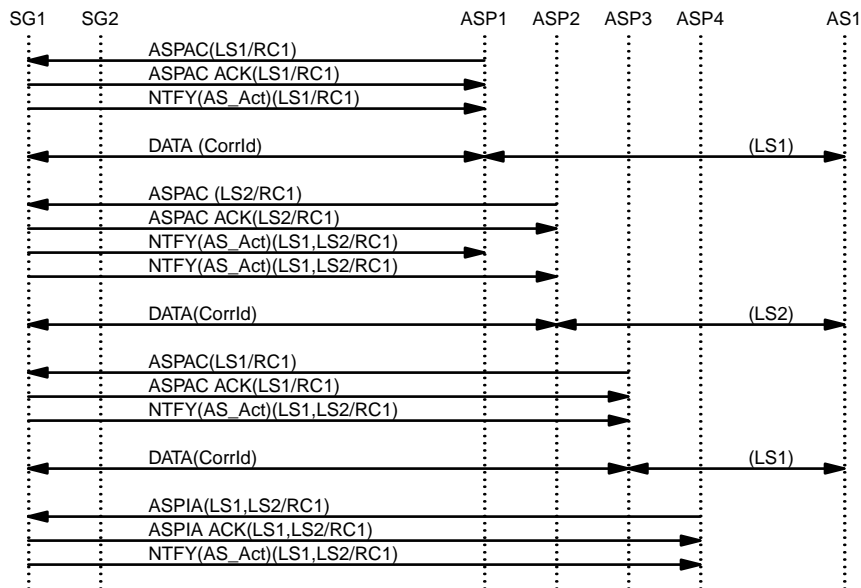 SG1 SG2 ASP1 ASP2 ASP3 ASP4 AS1
ASPAC(LS1/RC1)
ASPAC ACK(LS1/RC1)
NTFY(AS_Act)(LS1/RC1)
DATA (CorrId) (LS1)
ASPAC (LS2/RC1)
ASPAC ACK(LS2/RC1)
NTFY(AS_Act)(LS1,LS2/RC1)
NTFY(AS_Act)(LS1,LS2/RC1)
DATA(CorrId) (LS2)
ASPAC(LS1/RC1)
ASPAC ACK(LS1/RC1)
NTFY(AS_Act)(LS1,LS2/RC1)
DATA(CorrId) (LS1)
ASPIA(LS1,LS2/RC1)
ASPIA ACK(LS1,LS2/RC1)
NTFY(AS_Act)(LS1,LS2/RC1)